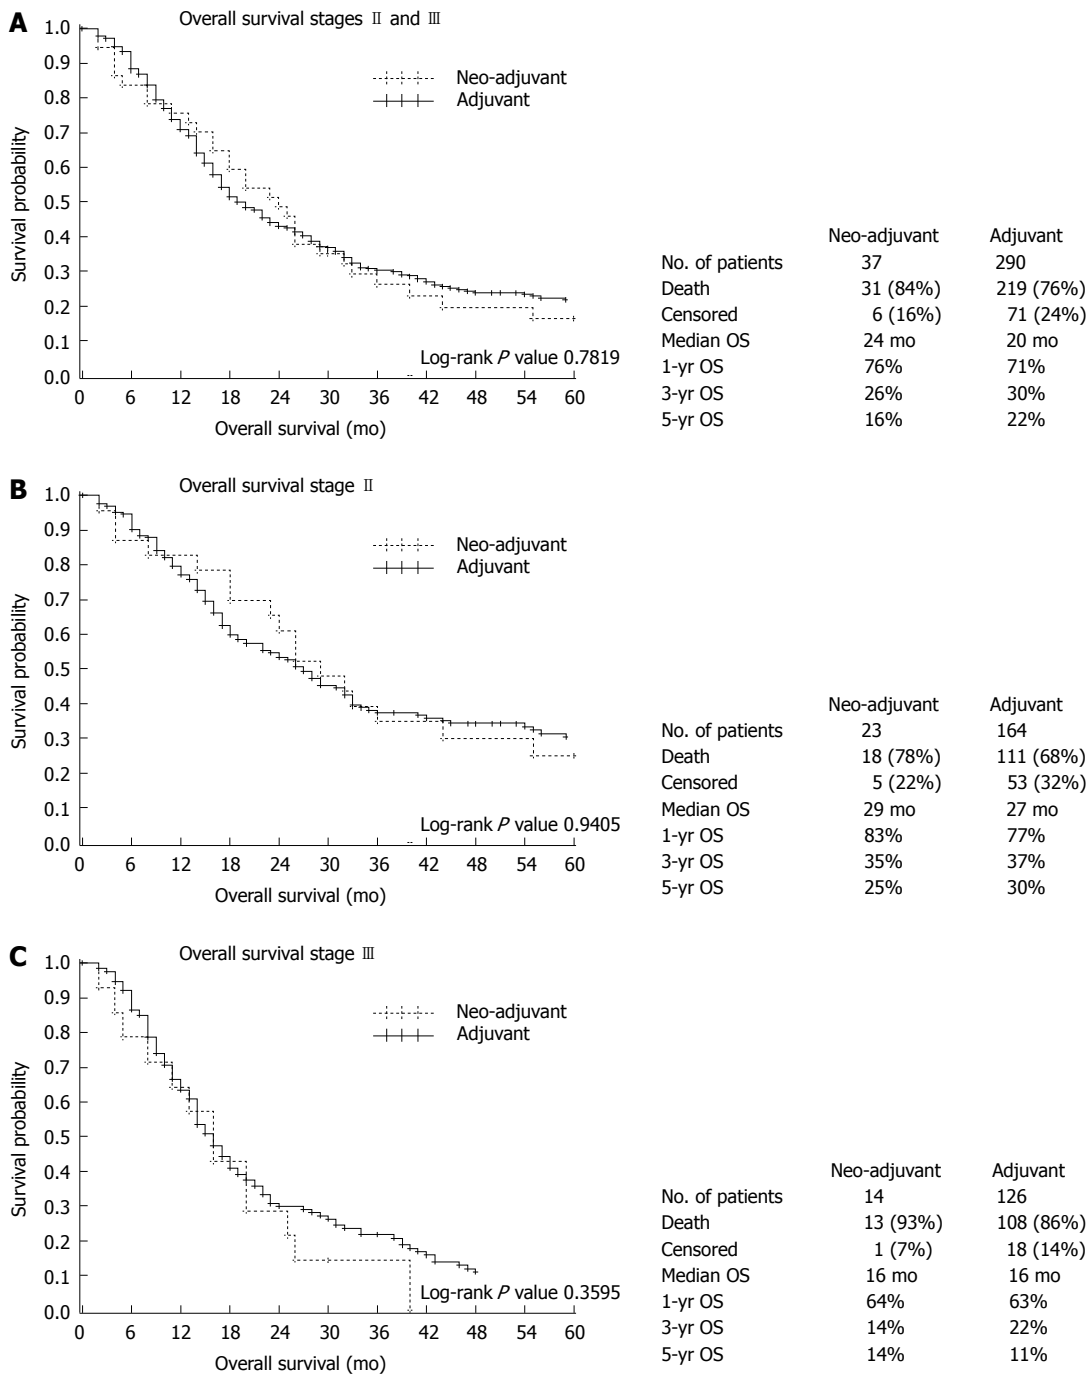 A
Overall survival stages Ⅱ and Ⅲ
Neo-adjuvant
Adjuvant
Survival probability
1.0
0.9
0.8
0.7
0.6
0.5
0.4
0.3
0.2
0.1
0.0
Log-rank P value 0.7819
0 6 12 18 24 30 36 42 48 54 60
Overall survival (mo)
Neo-adjuvant Adjuvant
No. of patients 37 290
Death 31 (84%) 219 (76%)
Censored 6 (16%) 71 (24%)
Median OS 24 mo 20 mo
1-yr OS 76% 71%
3-yr OS 26% 30%
5-yr OS 16% 22%
B
Overall survival stage Ⅱ
Neo-adjuvant
Adjuvant
Survival probability
1.0
0.9
0.8
0.7
0.6
0.5
0.4
0.3
0.2
0.1
0.0
Log-rank P value 0.9405
0 6 12 18 24 30 36 42 48 54 60
Overall survival (mo)
Neo-adjuvant Adjuvant
No. of patients 23 164
Death 18 (78%) 111 (68%)
Censored 5 (22%) 53 (32%)
Median OS 29 mo 27 mo
1-yr OS 83% 77%
3-yr OS 35% 37%
5-yr OS 25% 30%
C
Overall survival stage Ⅲ
Neo-adjuvant
Adjuvant
Survival probability
1.0
0.9
0.8
0.7
0.6
0.5
0.4
0.3
0.2
0.1
0.0
Log-rank P value 0.3595
0 6 12 18 24 30 36 42 48 54 60
Overall survival (mo)
Neo-adjuvant Adjuvant
No. of patients 14 126
Death 13 (93%) 108 (86%)
Censored 1 (7%) 18 (14%)
Median OS 16 mo 16 mo
1-yr OS 64% 63%
3-yr OS 14% 22%
5-yr OS 14% 11%